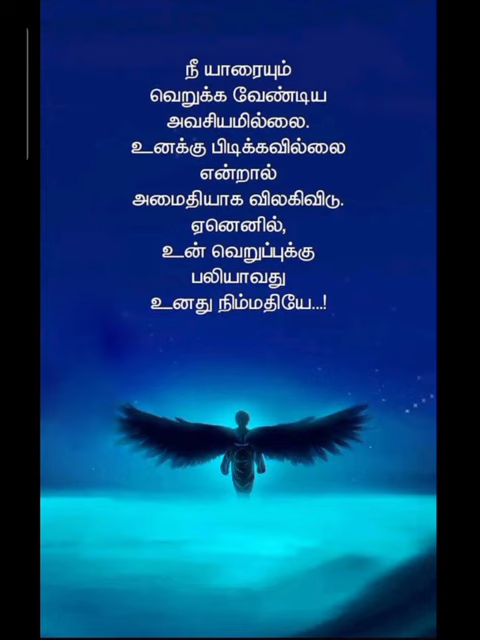 நீ யாரையும்
வெறுக்க வேண்டிய
அவசியமில்லை.
உனக்கு பிடிக்கவில்லை
என்றால்
அமைதியாக விலகிவிடு.
ஏனெனில்,
உன் வெறுப்புக்கு
பலியாவது
உனது நிம்மதியே...!